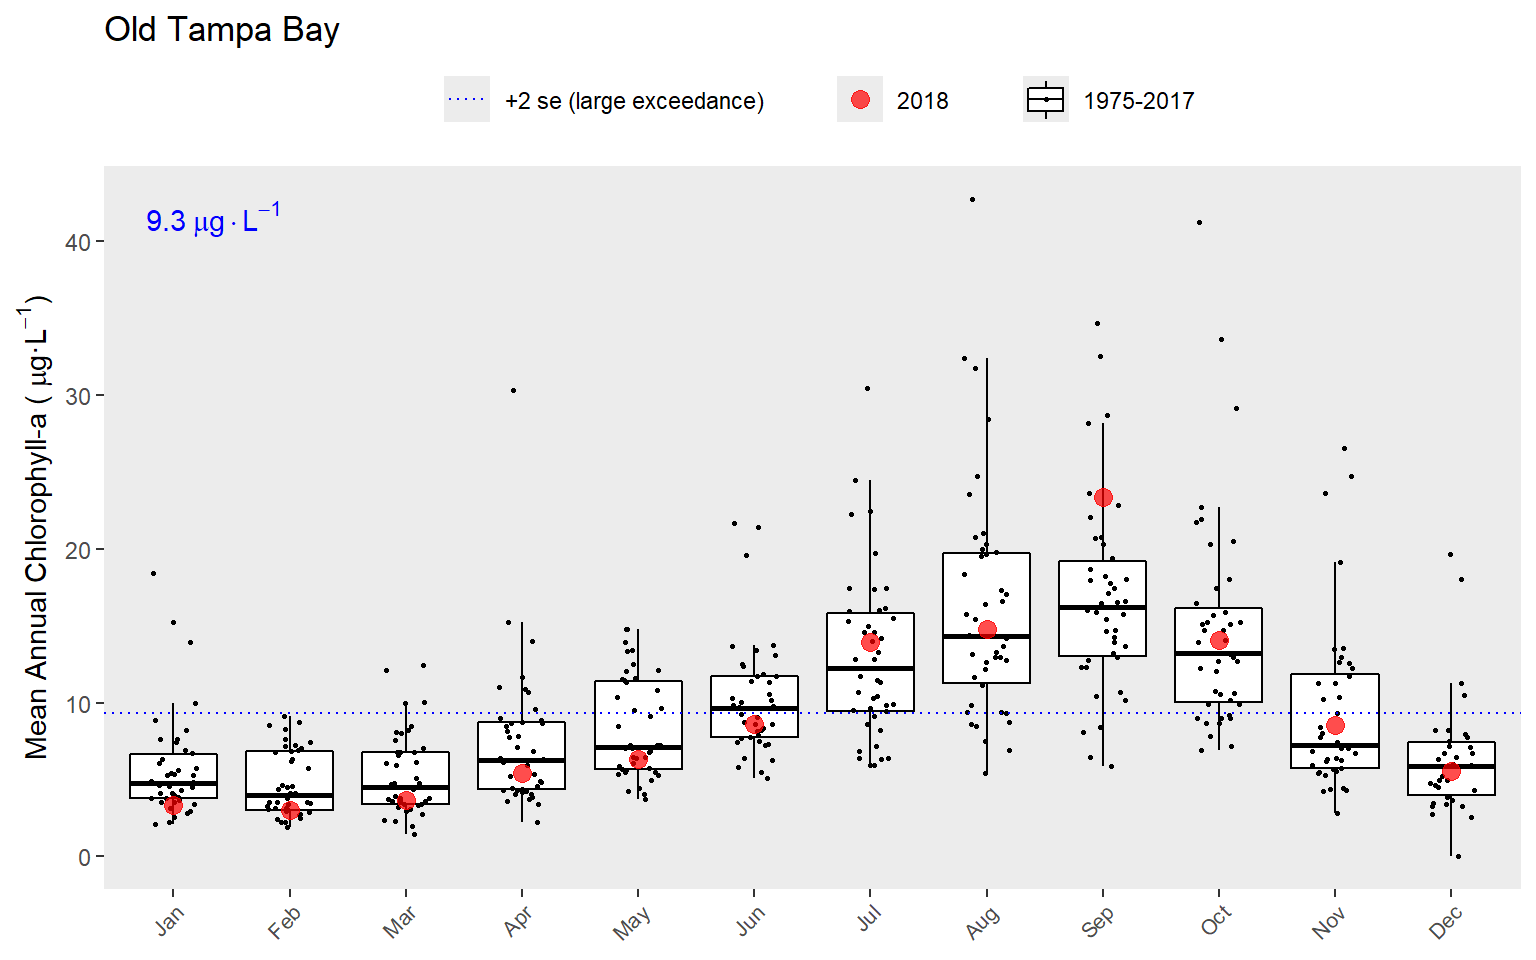 Old Tampa Bay
+2 se (large exceedance) 2018 1975-2017
9.3 μg·L⁻¹
Mean Annual Chlorophyll-a ( μg·L⁻¹)
40
30
20
10
0
Jan Feb Mar Apr May Jun Jul Aug Sep Oct Nov Dec